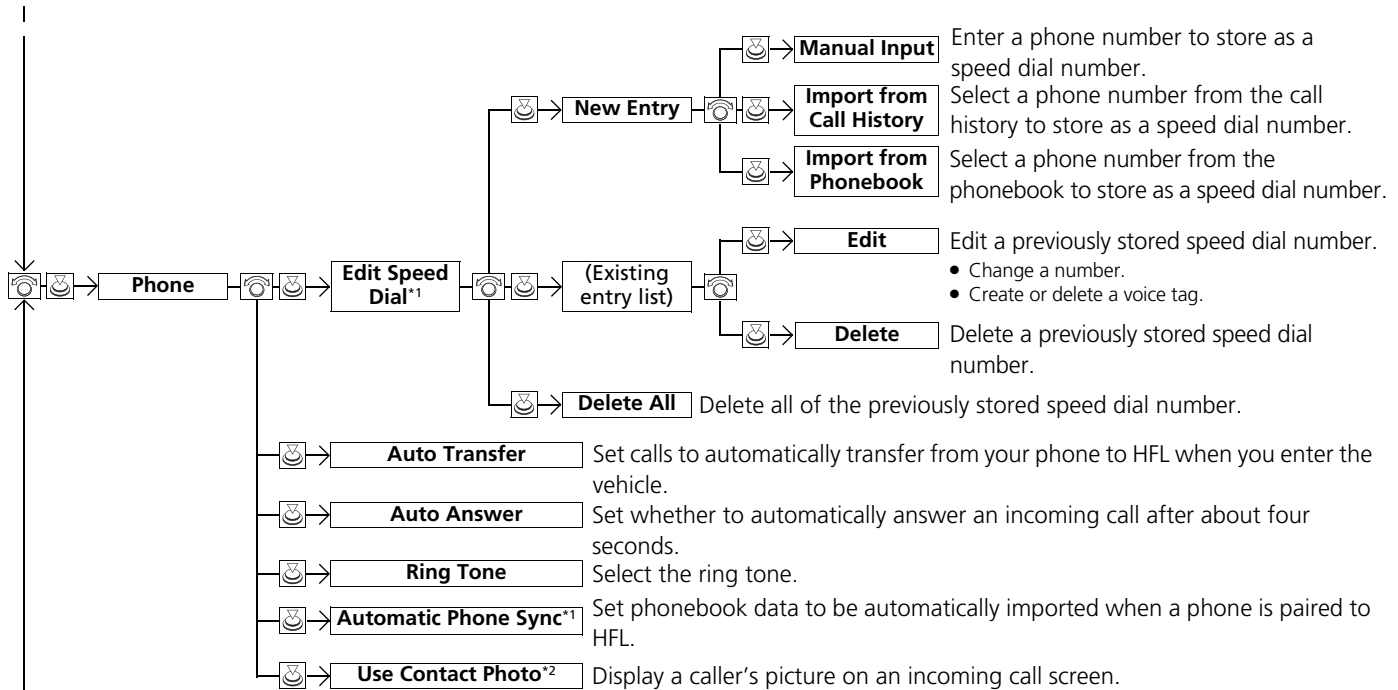 Manual Input
Enter a phone number to store as a
speed dial number.
New Entry
Import from
Call History
Select a phone number from the call
history to store as a speed dial number.
Import from
Phonebook
Select a phone number from the
phonebook to store as a speed dial number.
Phone
Edit Speed
Dial*1
(Existing
entry list)
Edit
Edit a previously stored speed dial number.
● Change a number.
● Create or delete a voice tag.
Delete
Delete a previously stored speed dial
number.
Delete All
Delete all of the previously stored speed dial number.
Auto Transfer
Set calls to automatically transfer from your phone to HFL when you enter the
vehicle.
Auto Answer
Set whether to automatically answer an incoming call after about four
seconds.
Ring Tone
Select the ring tone.
Automatic Phone Sync*1
Set phonebook data to be automatically imported when a phone is paired to
HFL.
Use Contact Photo*2
Display a caller’s picture on an incoming call screen.